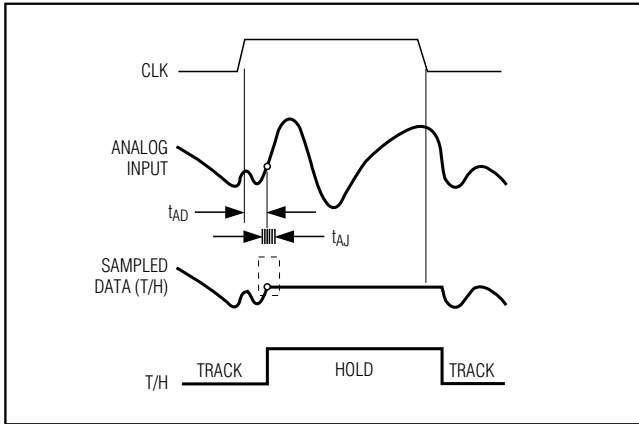 CLK
ANALOG
INPUT
tAD
tAJ
SAMPLED
DATA (T/H)
TRACK
HOLD
TRACK
T/H